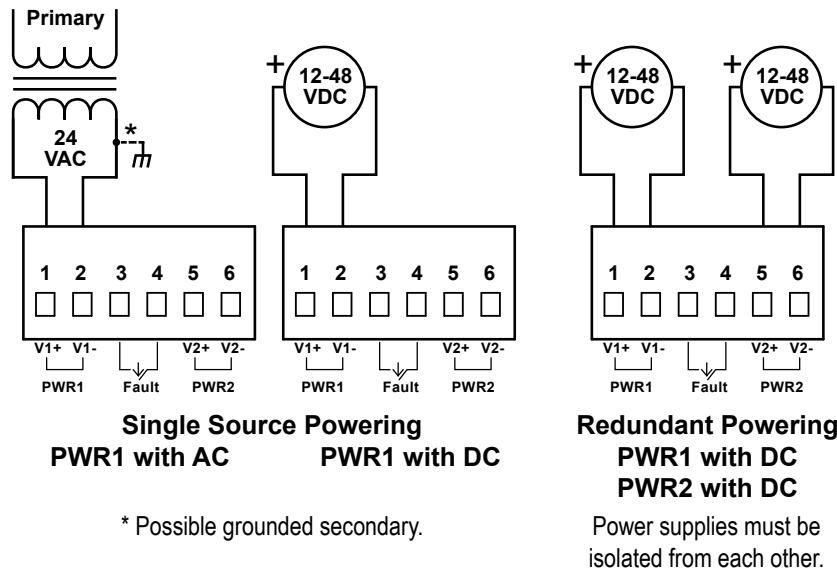 Primary
24
VAC
*
1 2 3 4 5 6
V1+ V1- V2+ V2-
PWR1 Fault PWR2
+
12-48
VDC
1 2 3 4 5 6
V1+ V1- V2+ V2-
PWR1 Fault PWR2
+
12-48
VDC
+
12-48
VDC
1 2 3 4 5 6
V1+ V1- V2+ V2-
PWR1 Fault PWR2
Single Source Powering
PWR1 with AC PWR1 with DC
* Possible grounded secondary.
Redundant Powering
PWR1 with DC
PWR2 with DC
Power supplies must be
isolated from each other.